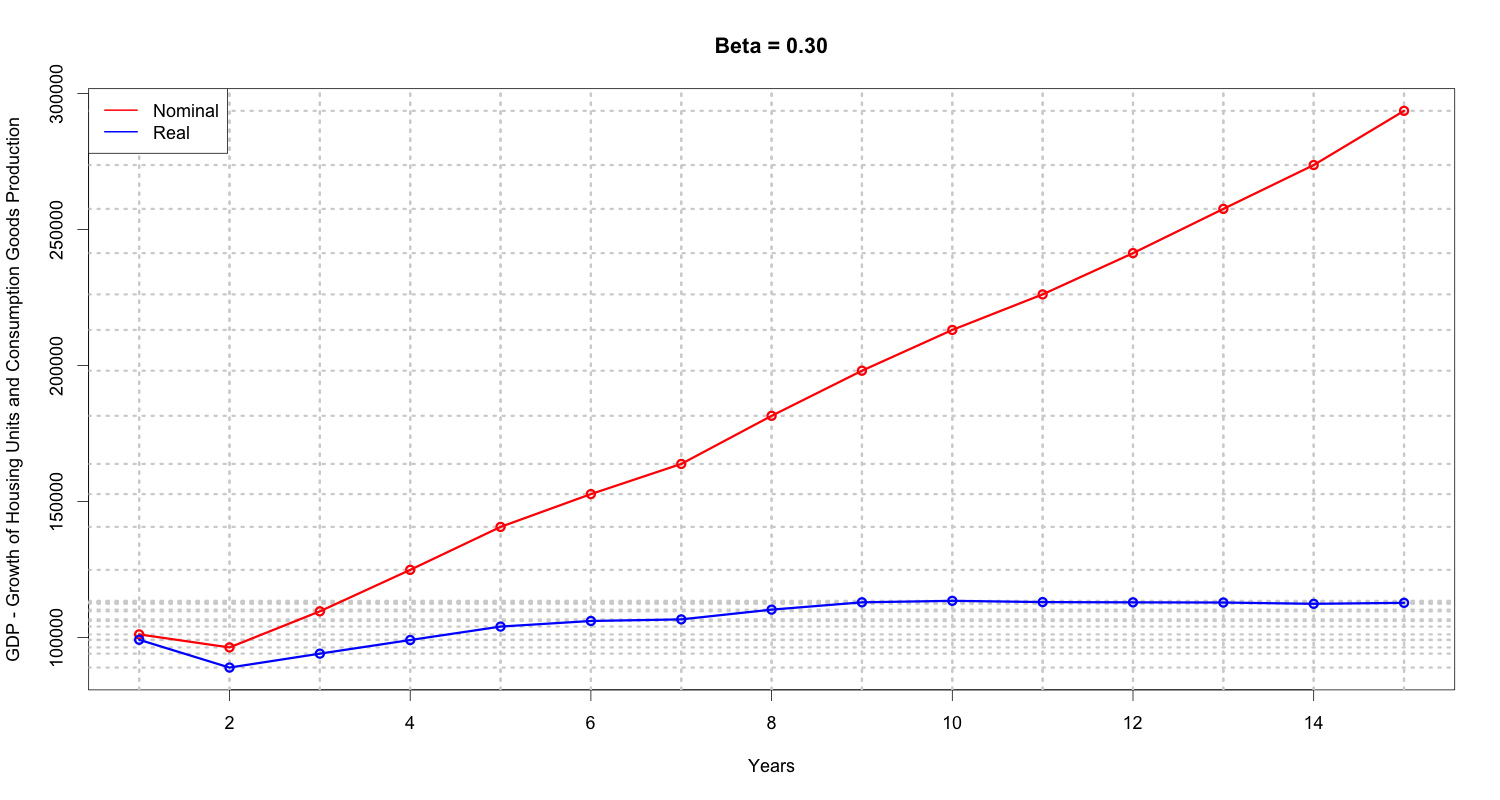 Beta = 0.30
Nominal
Real
GDP - Growth of Housing Units and Consumption Goods Production
300000
250000
200000
150000
100000
2
4
6
8
10
12
14
Years